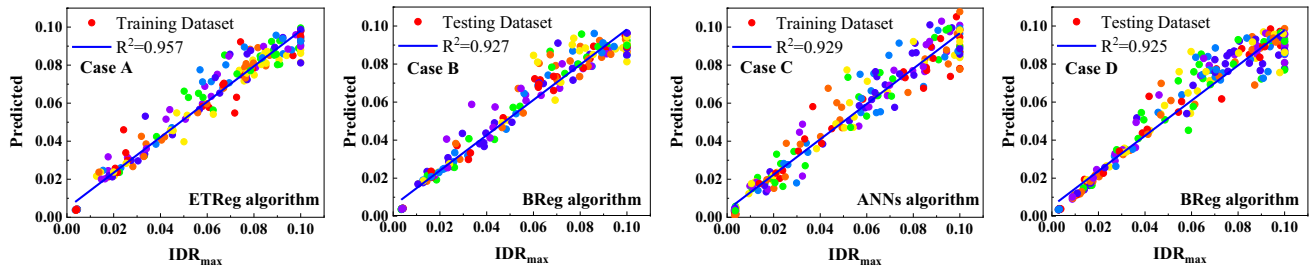 Training Dataset
R²=0.957
Case A
ETReg algorithm
Predicted
0.10
0.08
0.06
0.04
0.02
0.00
0.00 0.02 0.04 0.06 0.08 0.10
IDRmax
Testing Dataset
R²=0.927
Case B
BReg algorithm
Predicted
0.10
0.08
0.06
0.04
0.02
0.00
0.00 0.02 0.04 0.06 0.08 0.10
IDRmax
Training Dataset
R²=0.929
Case C
ANNs algorithm
Predicted
0.10
0.08
0.06
0.04
0.02
0.00
0.00 0.02 0.04 0.06 0.08 0.10
IDRmax
Testing Dataset
R²=0.925
Case D
BReg algorithm
Predicted
0.10
0.08
0.06
0.04
0.02
0.00
0.00 0.02 0.04 0.06 0.08 0.10
IDRmax